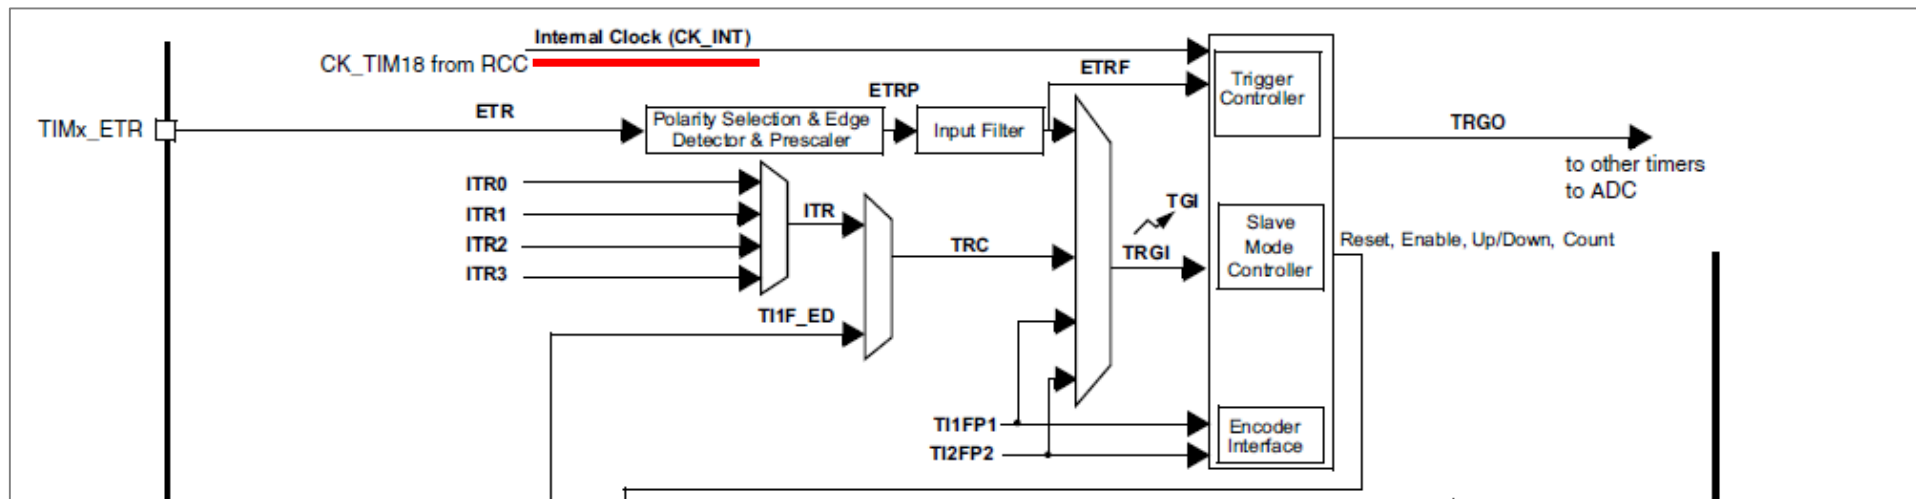 Internal Clock (CK_INT)
CK_TIM18 from RCC
ETRF
ETRP
ETR
TIMx_ETR
Polarity Selection & Edge
Detector & Prescaler
Input Filter
Trigger
Controller
TRGO
to other timers
to ADC
ITR0
ITR1
ITR2
ITR3
ITR
TGI
TRC
TRGI
Slave
Mode
Controller
Reset, Enable, Up/Down, Count
TI1F_ED
TI1FP1
TI2FP2
Encoder
Interface